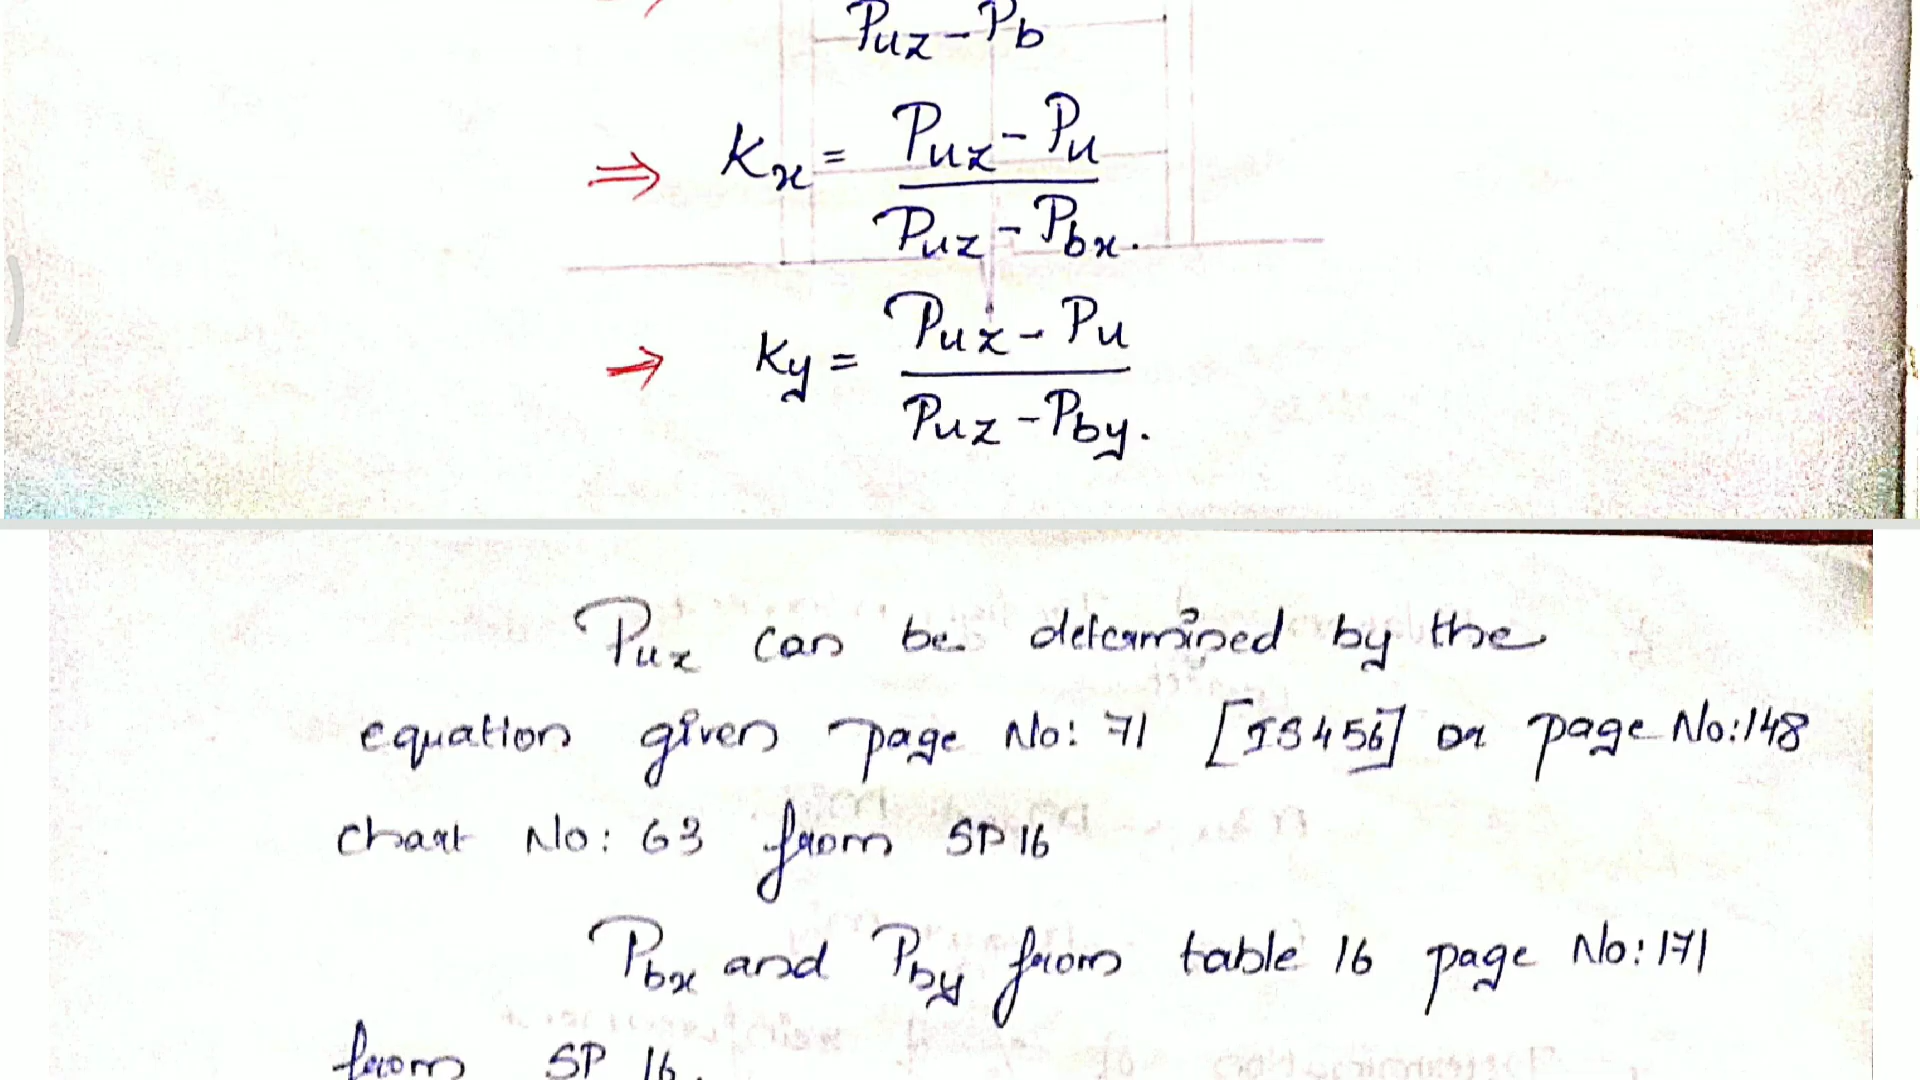 Puz - Pb
⇒ Kx = Puz - Pu / Puz - Pbx.
→ Ky = Puz - Pu / Puz - Pby.
Puz can be determined by the
equation given page No: 71 [IS456] or page No:148
chart No: 63 from SP16
Pbx and Pby from table 16 page No:171
from SP 16.